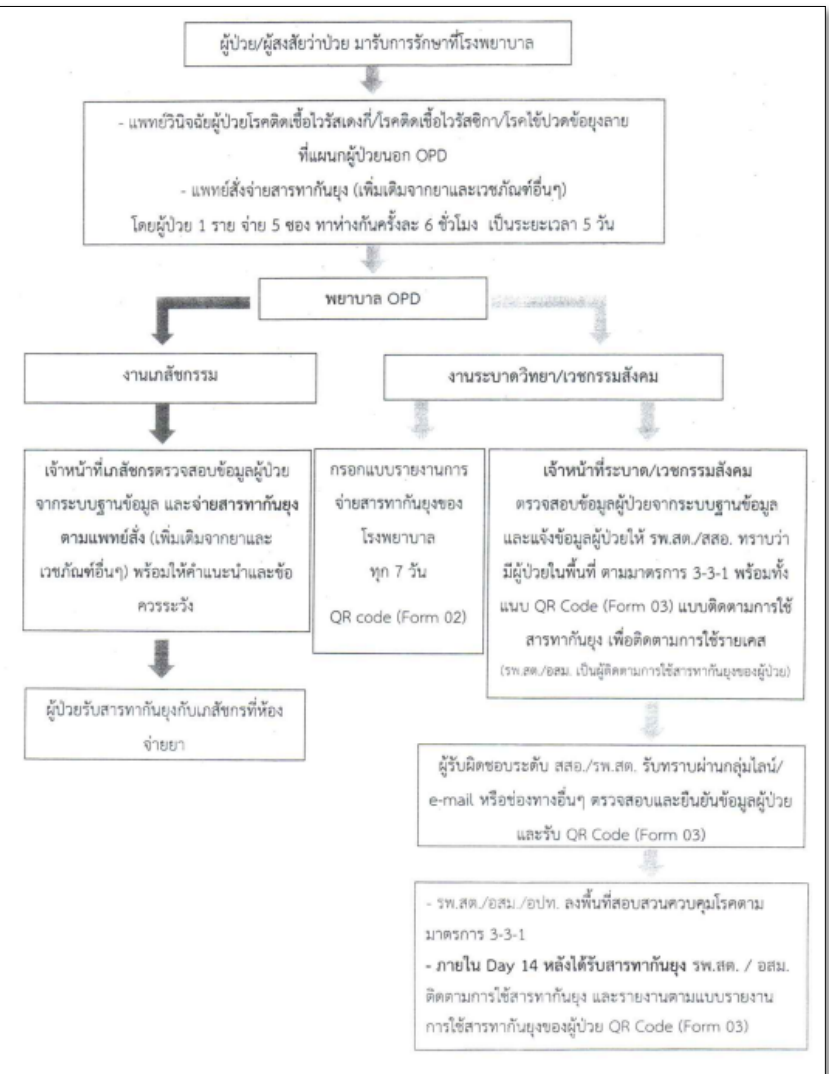 ผู้ป่วย/ผู้สงสัยว่าป่วย มารับการรักษาที่โรงพยาบาล
- แพทย์วินิจฉัยผู้ป่วยโรคติดเชื้อไวรัสเดงกี่/โรคติดเชื้อไวรัสซิกา/โรคไข้ปวดข้อยุงลาย
ที่แผนกผู้ป่วยนอก OPD
- แพทย์สั่งจ่ายสารทากันยุง (เพิ่มเติมจากยาและเวชภัณฑ์อื่นๆ)
โดยผู้ป่วย 1 ราย จ่าย 5 ซอง ทาห่างกันครั้งละ 6 ชั่วโมง เป็นระยะเวลา 5 วัน
พยาบาล OPD
งานเภสัชกรรม
งานระบาดวิทยา/เวชกรรมสังคม
เจ้าหน้าที่เภสัชกรตรวจสอบข้อมูลผู้ป่วย
จากระบบฐานข้อมูล และจ่ายสารทากันยุง
ตามแพทย์สั่ง (เพิ่มเติมจากยาและ
เวชภัณฑ์อื่นๆ) พร้อมให้คำแนะนำและข้อ
ควรระวัง
ผู้ป่วยรับสารทากันยุงกับเภสัชกรที่ห้อง
จ่ายยา
กรอกแบบรายงานการ
จ่ายสารทากันยุงของ
โรงพยาบาล
ทุก 7 วัน
QR code (Form 02)
เจ้าหน้าที่ระบาด/เวชกรรมสังคม
ตรวจสอบข้อมูลผู้ป่วยจากระบบฐานข้อมูล
และแจ้งข้อมูลผู้ป่วยให้ รพ.สต./สสอ. ทราบว่า
มีผู้ป่วยในพื้นที่ ตามมาตรการ 3-3-1 พร้อมทั้ง
แนบ QR Code (Form 03) แบบติดตามการใช้
สารทากันยุง เพื่อติดตามการใช้รายเคส
(รพ.สต./อสม. เป็นผู้ติดตามการใช้สารทากันยุงของผู้ป่วย)
ผู้รับผิดชอบระดับ สสอ./รพ.สต. รับทราบผ่านกลุ่มไลน์/
e-mail หรือช่องทางอื่นๆ ตรวจสอบและยืนยันข้อมูลผู้ป่วย
และรับ QR Code (Form 03)
- รพ.สต./อสม./อปท. ลงพื้นที่สอบสวนควบคุมโรคตาม
มาตรการ 3-3-1
- ภายใน Day 14 หลังได้รับสารทากันยุง รพ.สต. / อสม.
ติดตามการใช้สารทากันยุง และรายงานตามแบบรายงาน
การใช้สารทากันยุงของผู้ป่วย QR Code (Form 03)